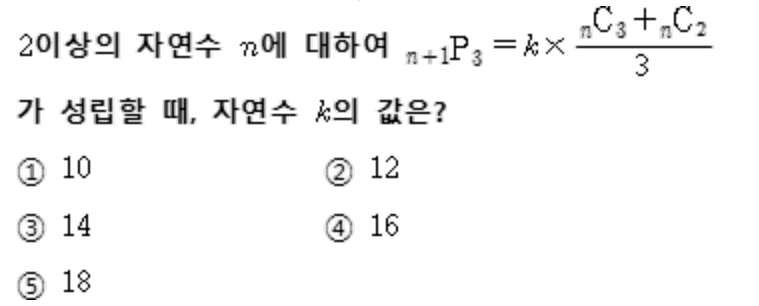 2이상의 자연수 n에 대하여 ₙ₊₁P₃ = k × (ₙC₃ + ₙC₂)/3
가 성립할 때, 자연수 k의 값은?
① 10 ② 12
③ 14 ④ 16
⑤ 18